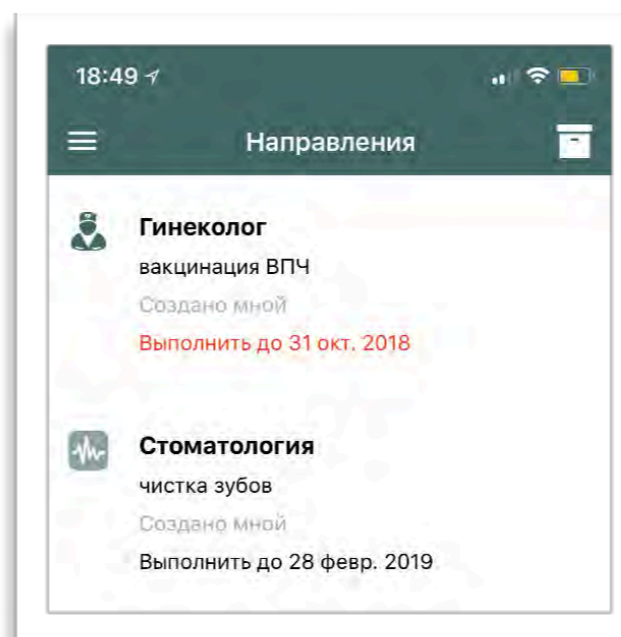 18:49
Направления
Гинеколог
вакцинация ВПЧ
Создано мной
Выполнить до 31 окт. 2018
Стоматология
чистка зубов
Создано мной
Выполнить до 28 февр. 2019